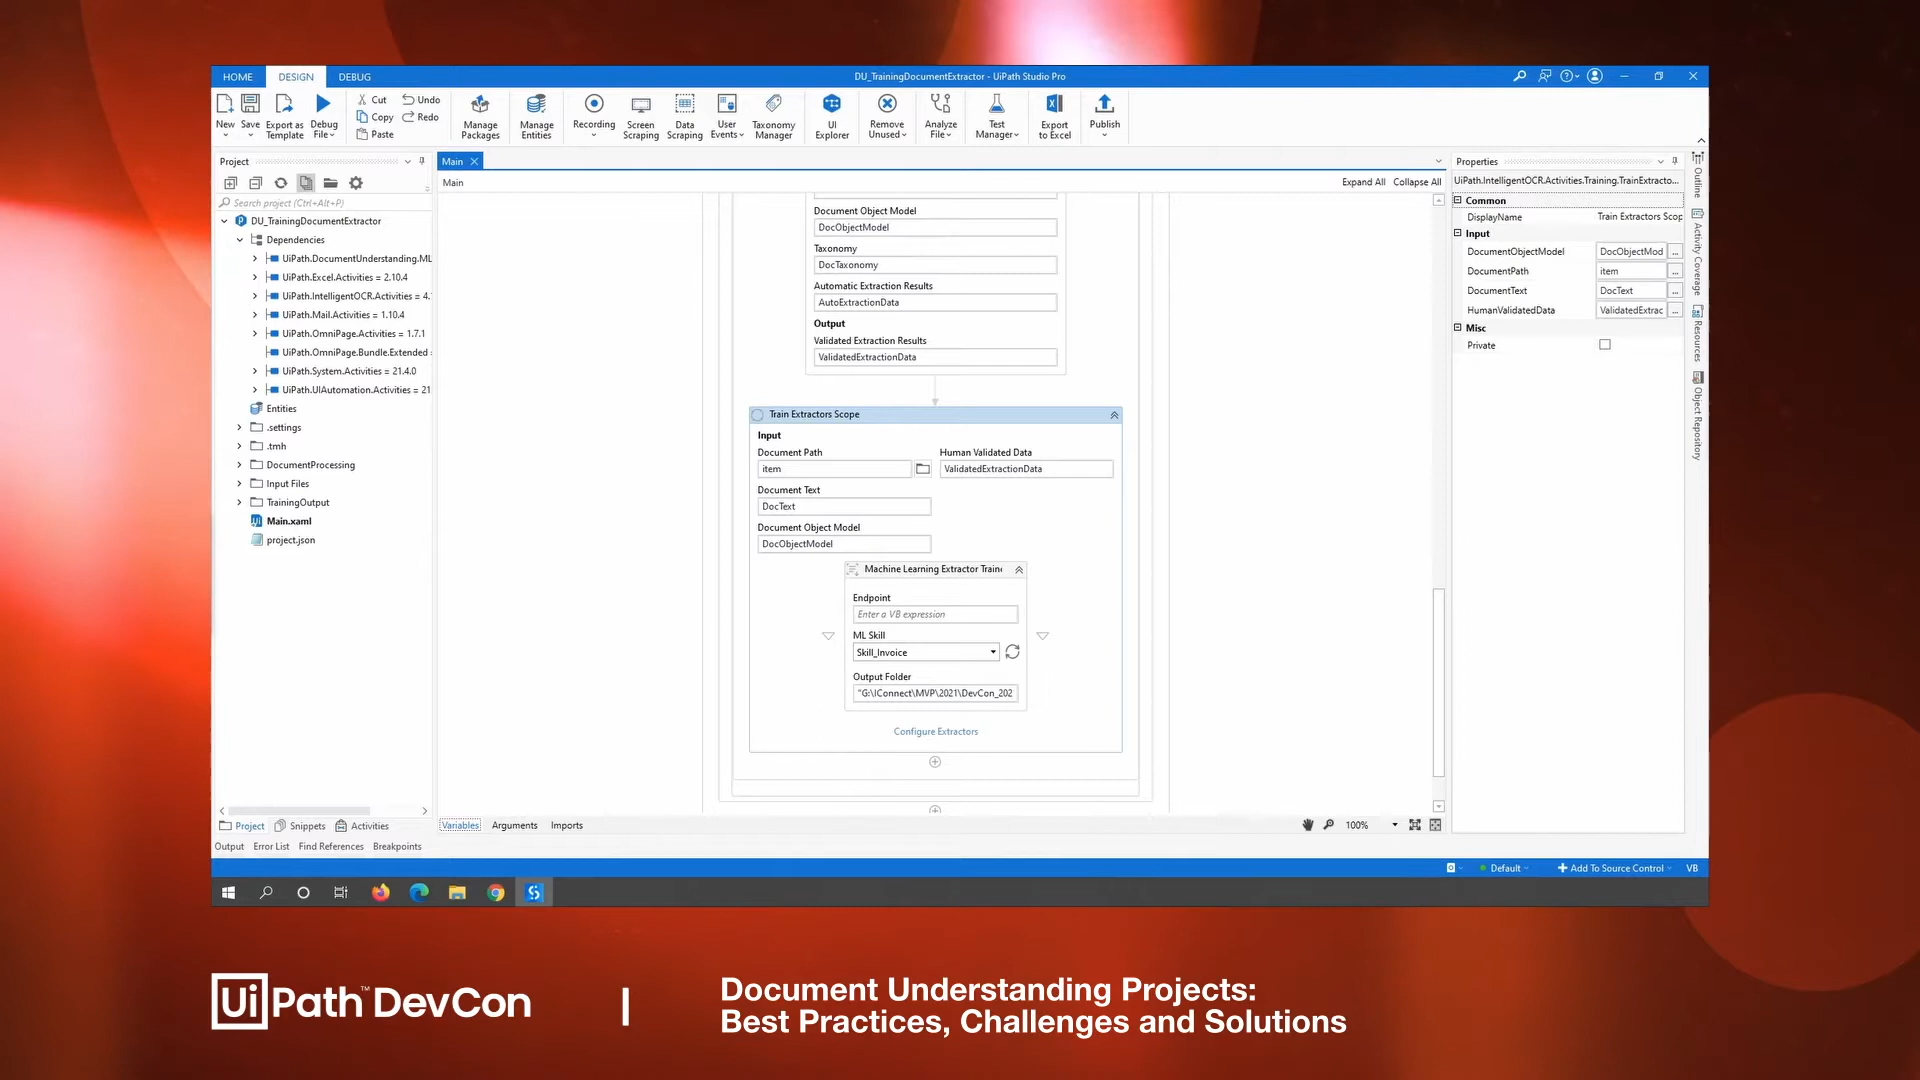 HOME DESIGN DEBUG
DU_TrainingDocumentExtractor - UiPath Studio Pro
New Save Export as Template Debug File
Cut
Copy
Paste
Undo
Redo
Manage Packages
Manage Entities
Recording
Screen Scraping
Data Scraping
User Events
Taxonomy Manager
UI Explorer
Remove Unused
Analyze File
Test Manager
Export to Excel
Publish
Project
Search project (Ctrl+Alt+P)
DU_TrainingDocumentExtractor
Dependencies
UiPath.DocumentUnderstanding.ML
UiPath.Excel.Activities = 2.10.4
UiPath.IntelligentOCR.Activities = 4.
UiPath.Mail.Activities = 1.10.4
UiPath.OmniPage.Activities = 1.7.1
UiPath.OmniPage.Bundle.Extended =
UiPath.System.Activities = 21.4.0
UiPath.UIAutomation.Activities = 21
Entities
.settings
.tmh
DocumentProcessing
Input Files
TrainingOutput
Main.xaml
project.json
Project Snippets Activities
Output Error List Find References Breakpoints
Main
Main
Expand All Collapse All
Document Object Model
DocObjectModel
Taxonomy
DocTaxonomy
Automatic Extraction Results
AutoExtractionData
Output
Validated Extraction Results
ValidatedExtractionData
Train Extractors Scope
Input
Document Path Human Validated Data
item ValidatedExtractionData
Document Text
DocText
Document Object Model
DocObjectModel
Machine Learning Extractor Traine
Endpoint
Enter a VB expression
ML Skill
Skill_Invoice
Output Folder
"G:\IConnect\MVP\2021\DevCon_202
Configure Extractors
Variables Arguments Imports
100%
Properties
UiPath.IntelligentOCR.Activities.Training.TrainExtracto...
Common
DisplayName Train Extractors Scop
Input
DocumentObjectModel DocObjectMod ...
DocumentPath item ...
DocumentText DocText ...
HumanValidatedData ValidatedExtrac ...
Misc
Private
Outline
Activity Coverage
Resources
Object Repository
Default
Add To Source Control
VB
UiPath™ DevCon
Document Understanding Projects:
Best Practices, Challenges and Solutions